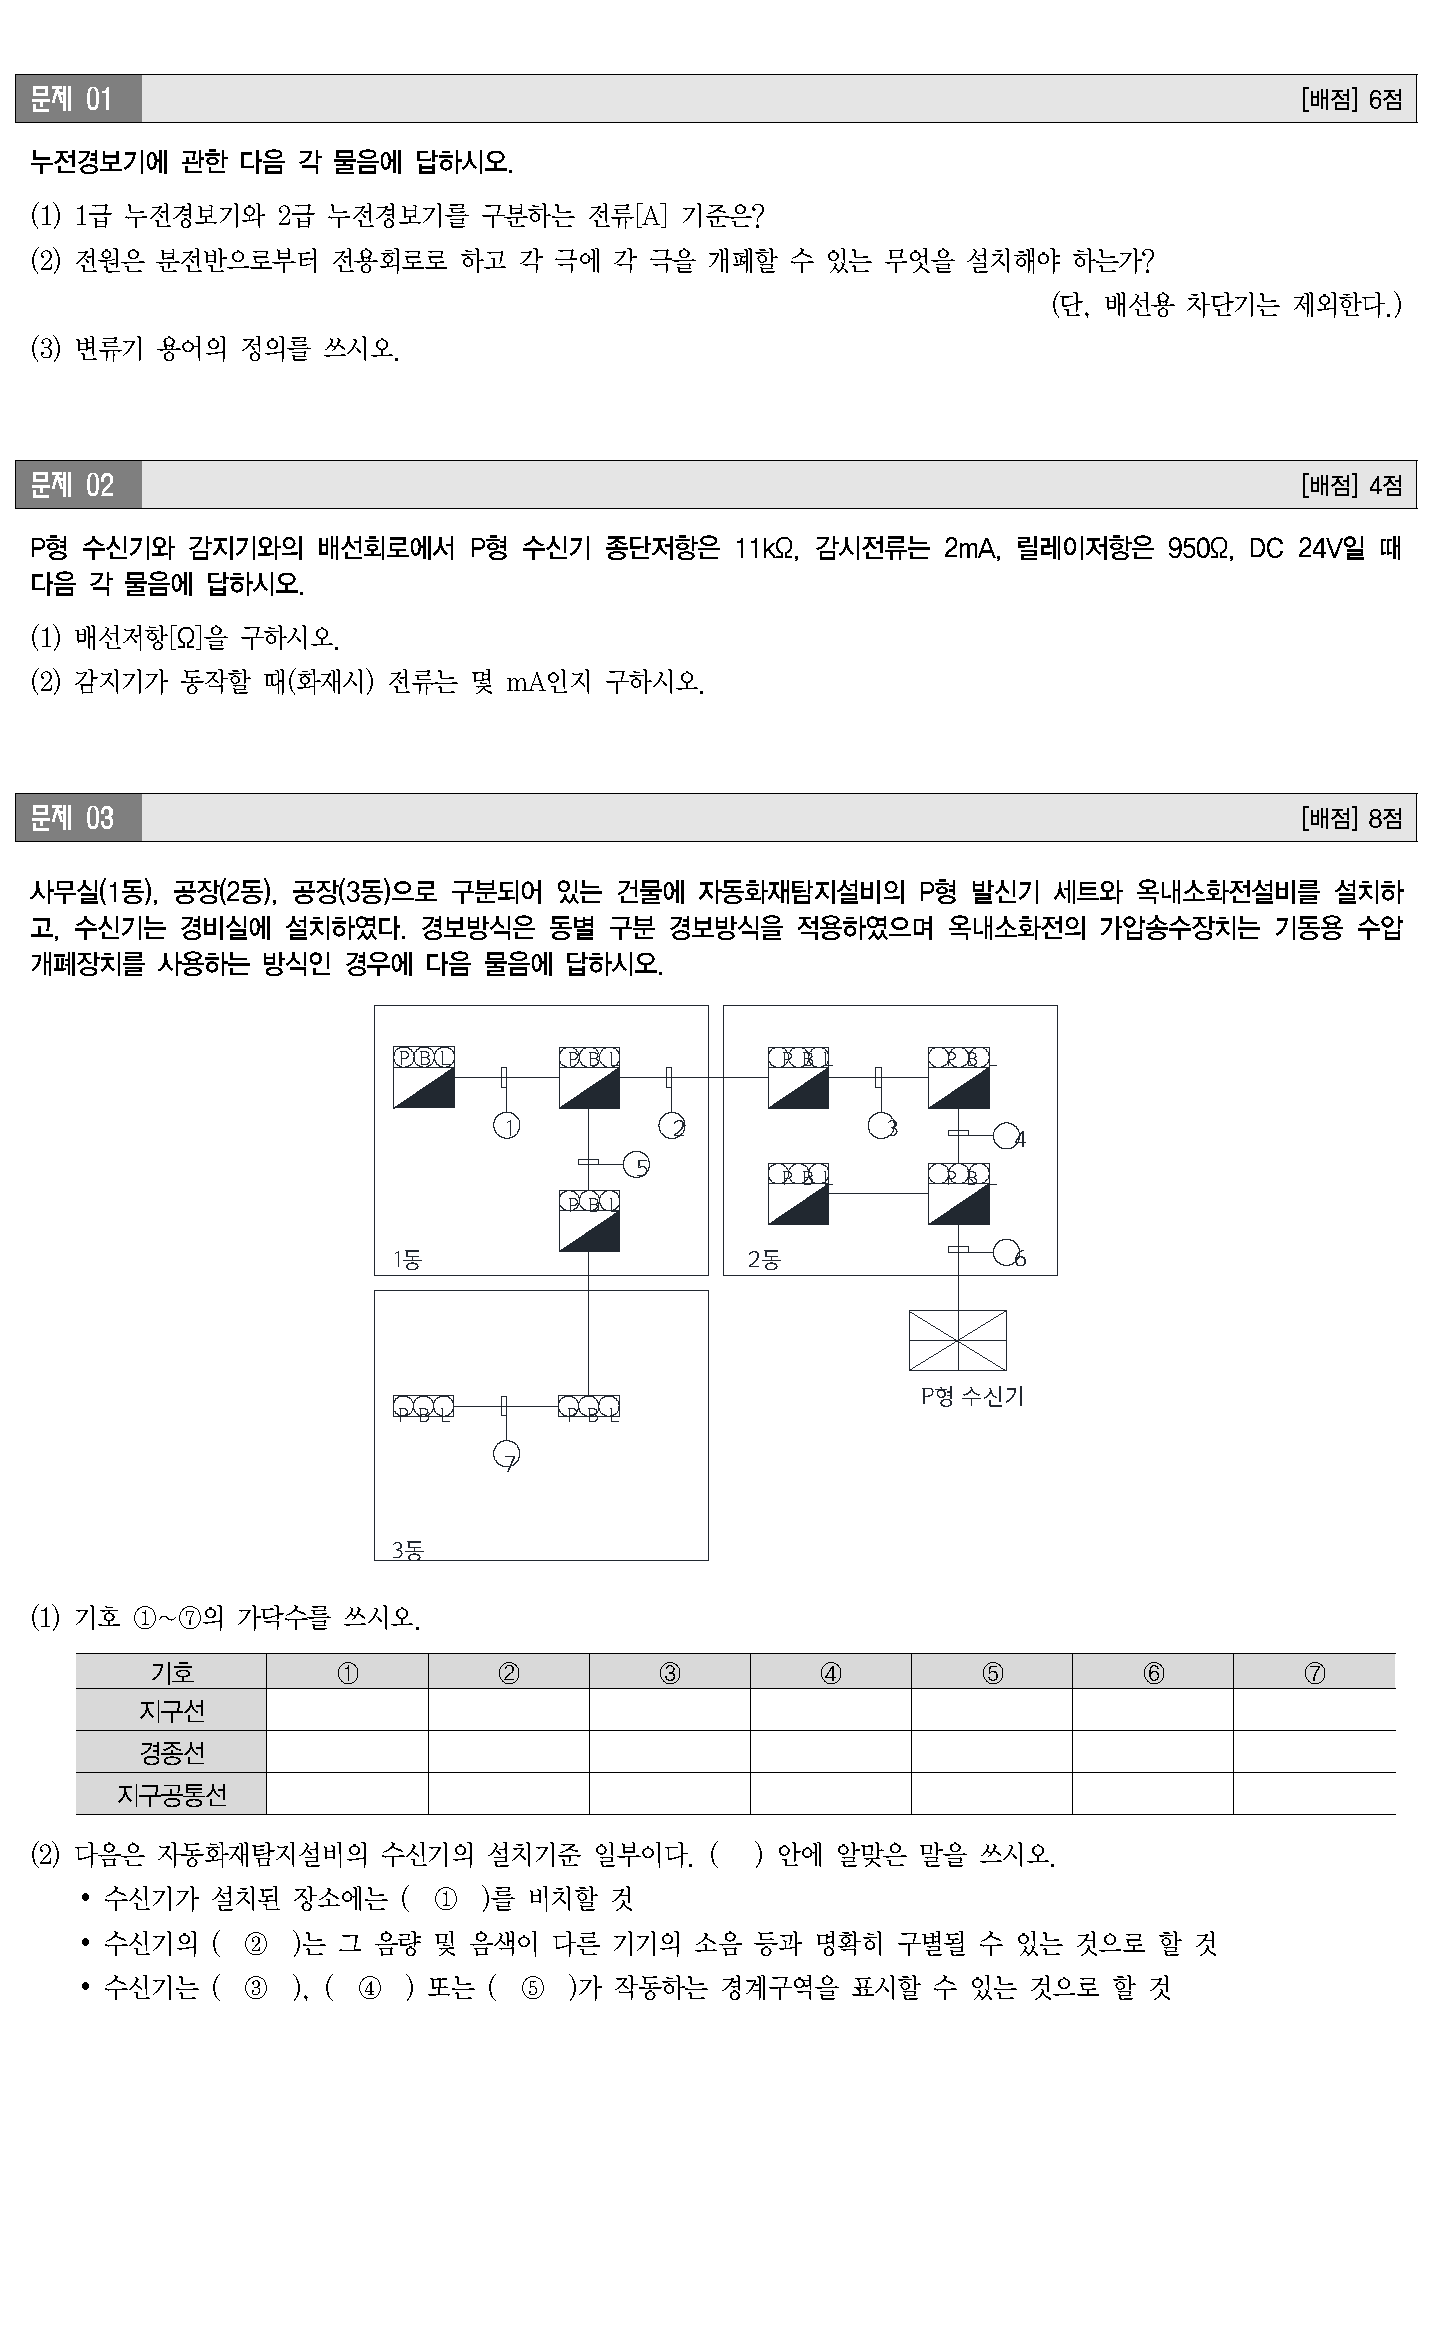 문제 01 [배점] 6점
누전경보기에 관한 다음 각 물음에 답하시오.
(1) 1급 누전경보기와 2급 누전경보기를 구분하는 전류[A] 기준은?
(2) 전원은 분전반으로부터 전용회로로 하고 각 극에 각 극을 개폐할 수 있는 무엇을 설치해야 하는가?
(단, 배선용 차단기는 제외한다.)
(3) 변류기 용어의 정의를 쓰시오.
문제 02 [배점] 4점
P형 수신기와 감지기와의 배선회로에서 P형 수신기 종단저항은 11kΩ, 감시전류는 2mA, 릴레이저항은 950Ω, DC 24V일 때
다음 각 물음에 답하시오.
(1) 배선저항[Ω]을 구하시오.
(2) 감지기가 동작할 때(화재시) 전류는 몇 mA인지 구하시오.
문제 03 [배점] 8점
사무실(1동), 공장(2동), 공장(3동)으로 구분되어 있는 건물에 자동화재탐지설비의 P형 발신기 세트와 옥내소화전설비를 설치하
고, 수신기는 경비실에 설치하였다. 경보방식은 동별 구분 경보방식을 적용하였으며 옥내소화전의 가압송수장치는 기동용 수압
개폐장치를 사용하는 방식인 경우에 다음 물음에 답하시오.
P B L P B L P B L P B L
1 2 3 4
5
P B L P B L P B L
1동 2동 6
P형 수신기
P B L P B L
7
3동
(1) 기호 ①~⑦의 가닥수를 쓰시오.
기호 ① ② ③ ④ ⑤ ⑥ ⑦
지구선
경종선
지구공통선
(2) 다음은 자동화재탐지설비의 수신기의 설치기준 일부이다. ( ) 안에 알맞은 말을 쓰시오.
• 수신기가 설치된 장소에는 ( ① )를 비치할 것
• 수신기의 ( ② )는 그 음량 및 음색이 다른 기기의 소음 등과 명확히 구별될 수 있는 것으로 할 것
• 수신기는 ( ③ ), ( ④ ) 또는 ( ⑤ )가 작동하는 경계구역을 표시할 수 있는 것으로 할 것